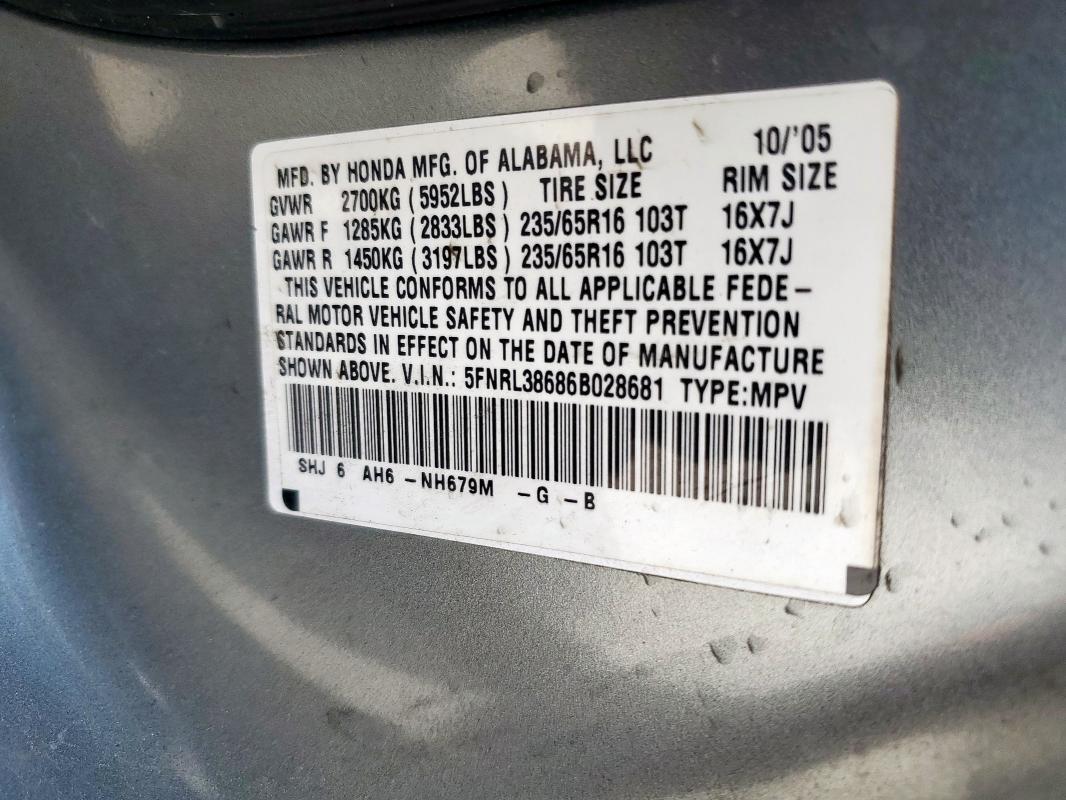 MFD. BY HONDA MFG. OF ALABAMA, LLC 10/'05
GVWR 2700KG (5952LBS) TIRE SIZE RIM SIZE
GAWR F 1285KG (2833LBS) 235/65R16 103T 16X7J
GAWR R 1450KG (3197LBS) 235/65R16 103T 16X7J
THIS VEHICLE CONFORMS TO ALL APPLICABLE FEDE-
RAL MOTOR VEHICLE SAFETY AND THEFT PREVENTION
STANDARDS IN EFFECT ON THE DATE OF MANUFACTURE
SHOWN ABOVE. V.I.N.: 5FNRL38686B028681 TYPE:MPV
SHJ 6 AH6 -NH679M -G -B